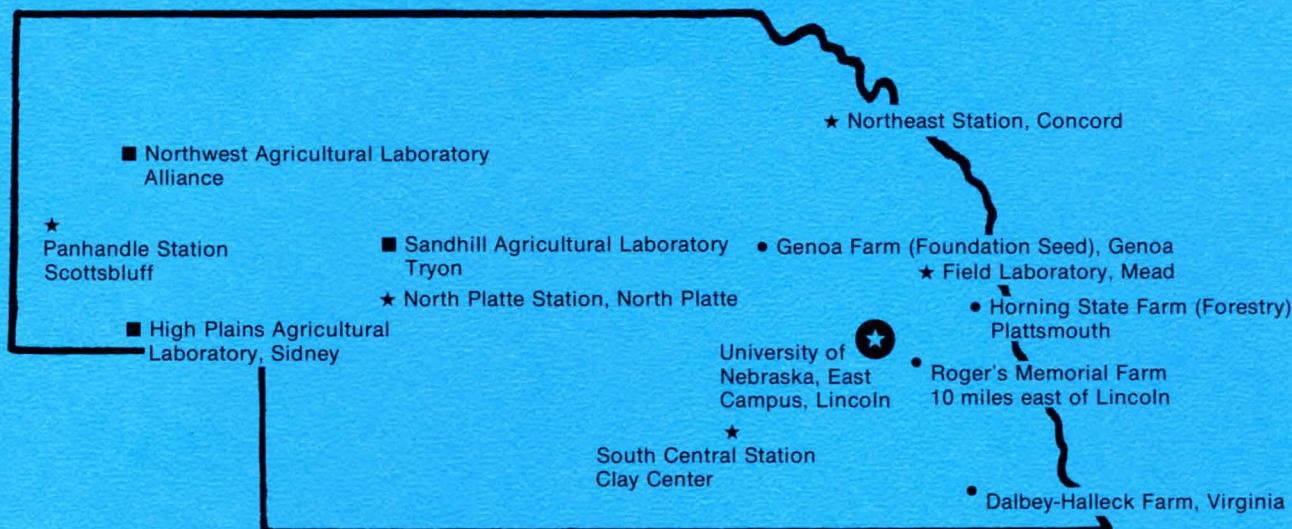 Northeast Station, Concord
Northwest Agricultural Laboratory
Alliance
Panhandle Station
Scottsbluff
Sandhill Agricultural Laboratory
Tryon
Genoa Farm (Foundation Seed), Genoa
Field Laboratory, Mead
North Platte Station, North Platte
Horning State Farm (Forestry)
Plattsmouth
High Plains Agricultural
Laboratory, Sidney
University of
Nebraska, East
Campus, Lincoln
Roger's Memorial Farm
10 miles east of Lincoln
South Central Station
Clay Center
Dalbey-Halleck Farm, Virginia